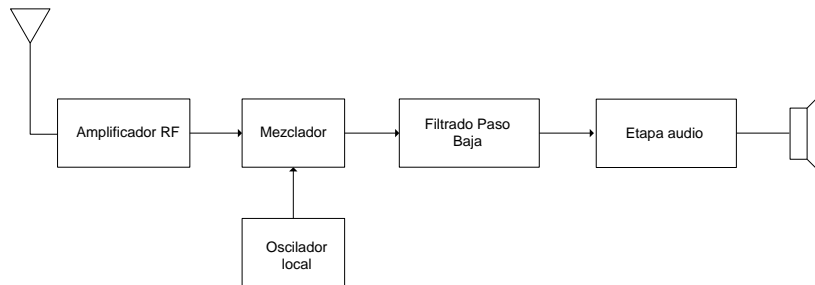 Amplificador RF
Mezclador
Filtrado Paso
Baja
Etapa audio
Oscilador
local